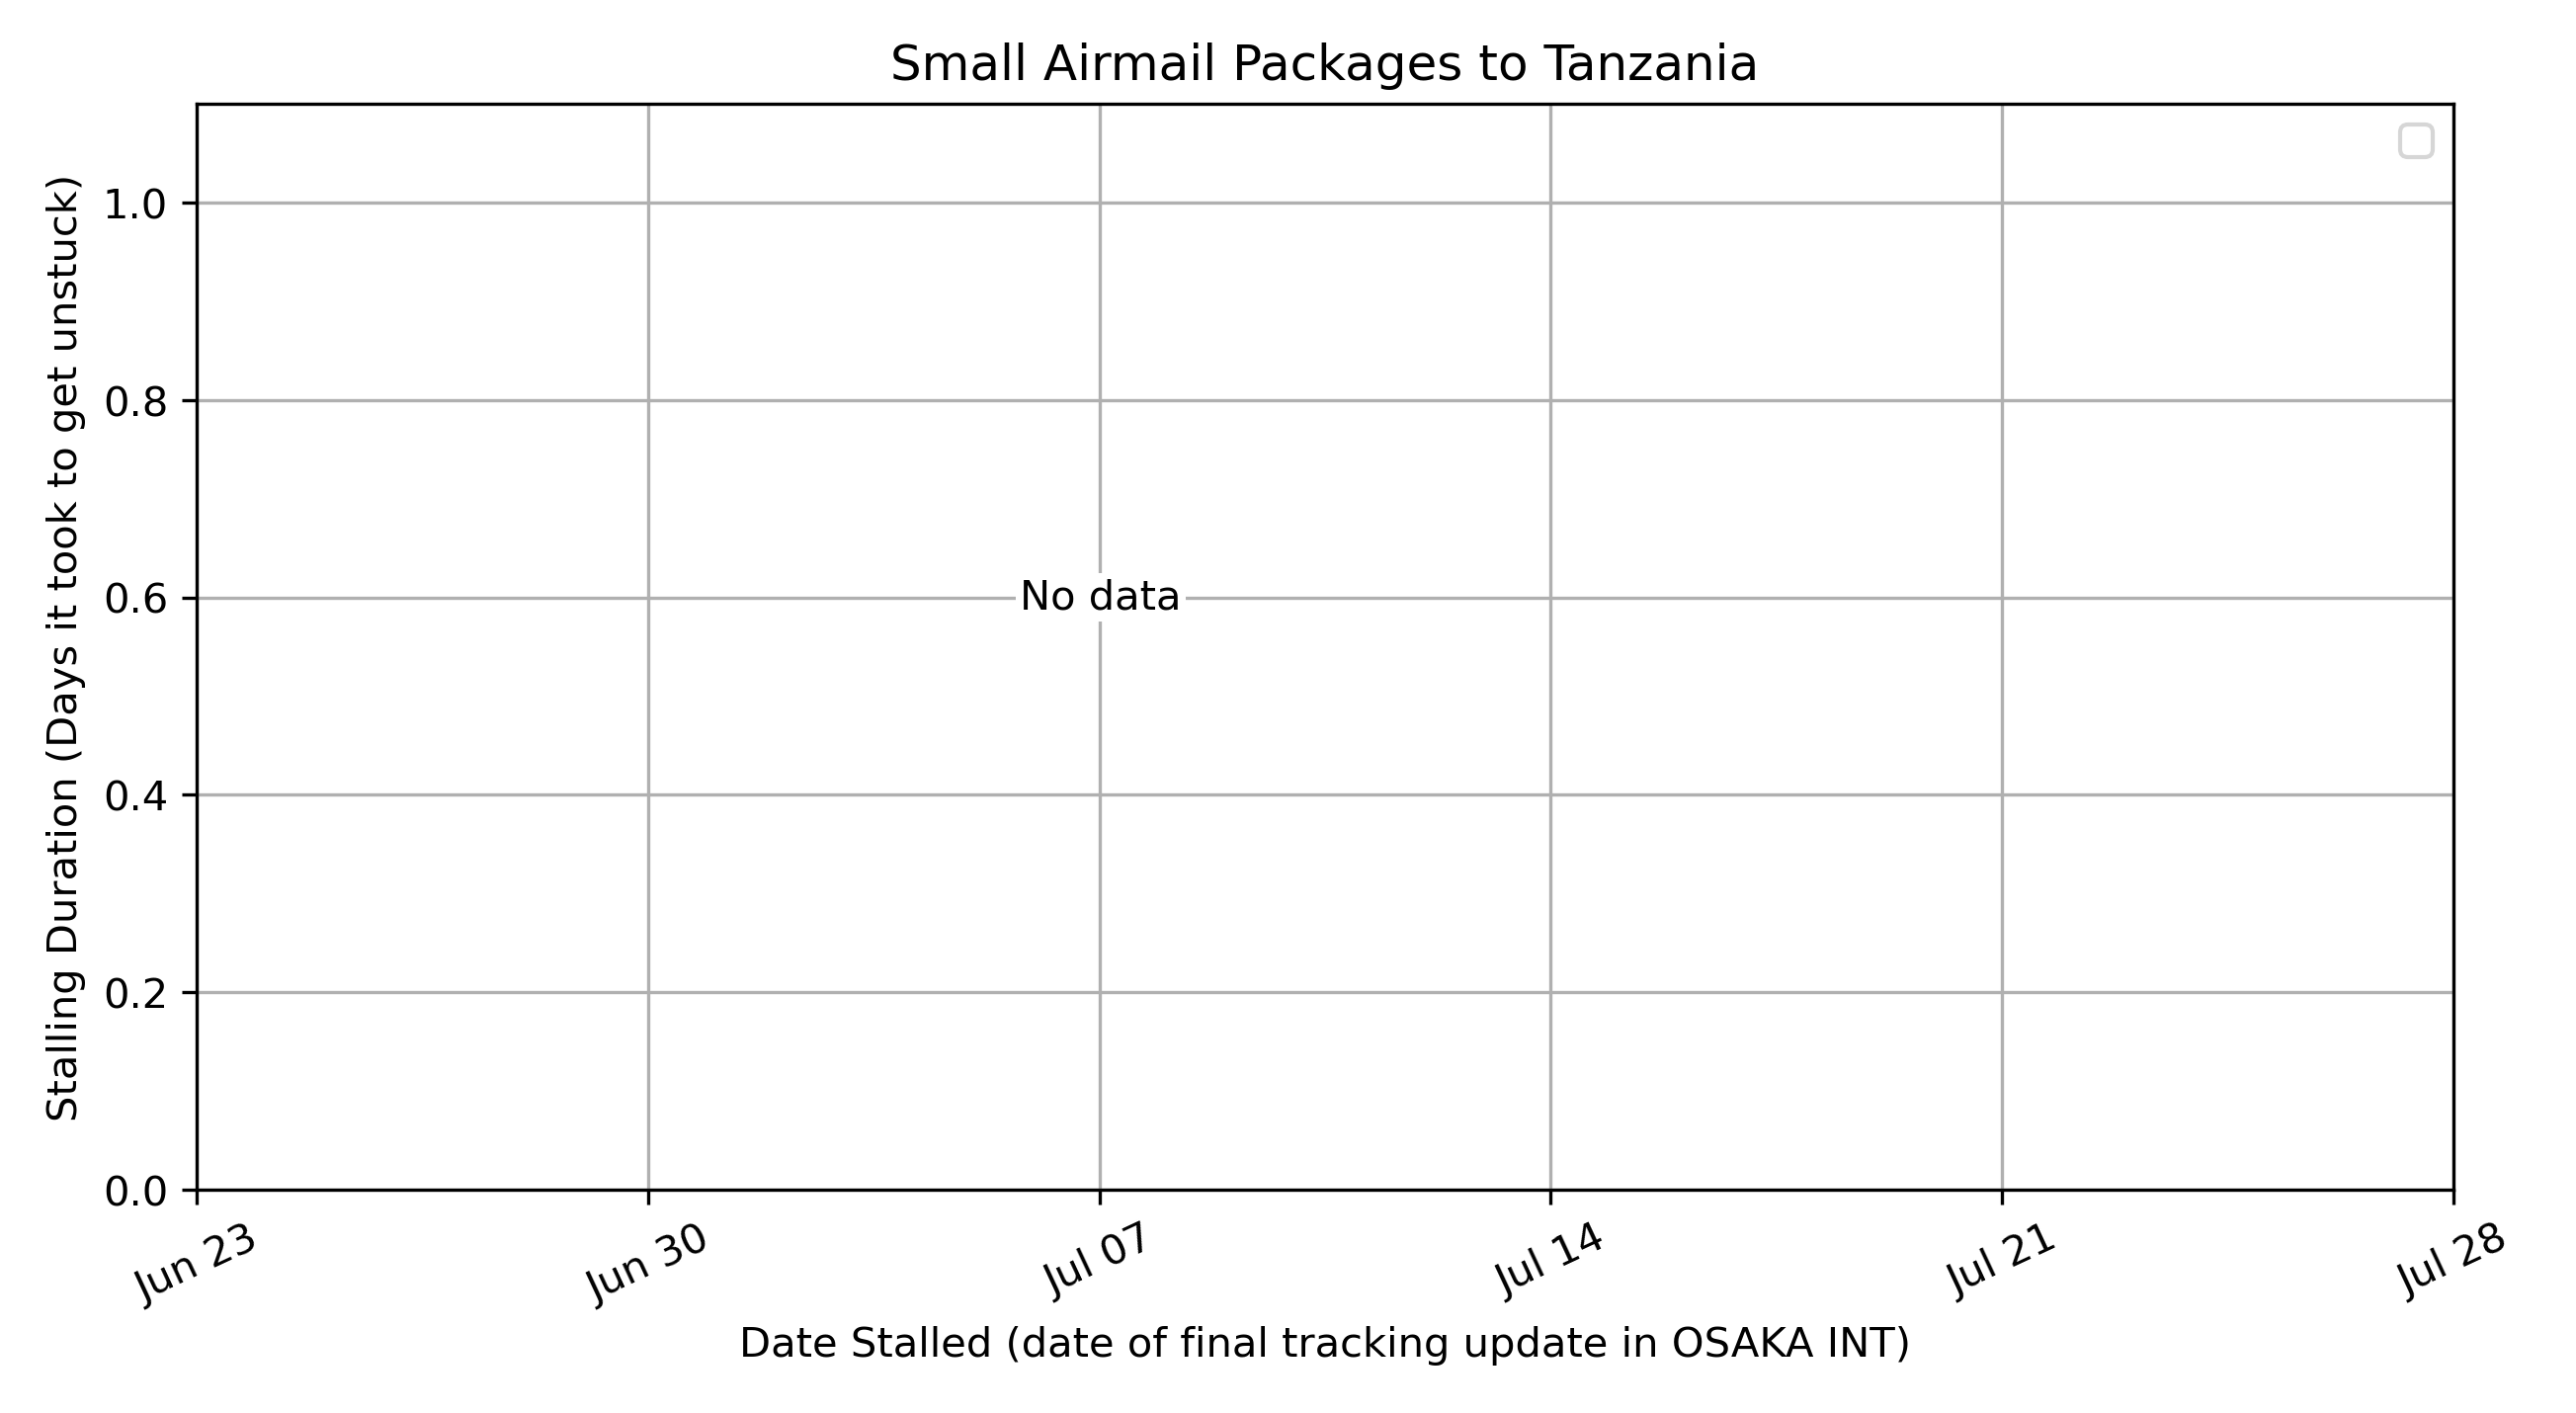 Small Airmail Packages to Tanzania
Stalling Duration (Days it took to get unstuck)
1.0
0.8
0.6
0.4
0.2
0.0
No data
Jun 23
Jun 30
Jul 07
Jul 14
Jul 21
Jul 28
Date Stalled (date of final tracking update in OSAKA INT)